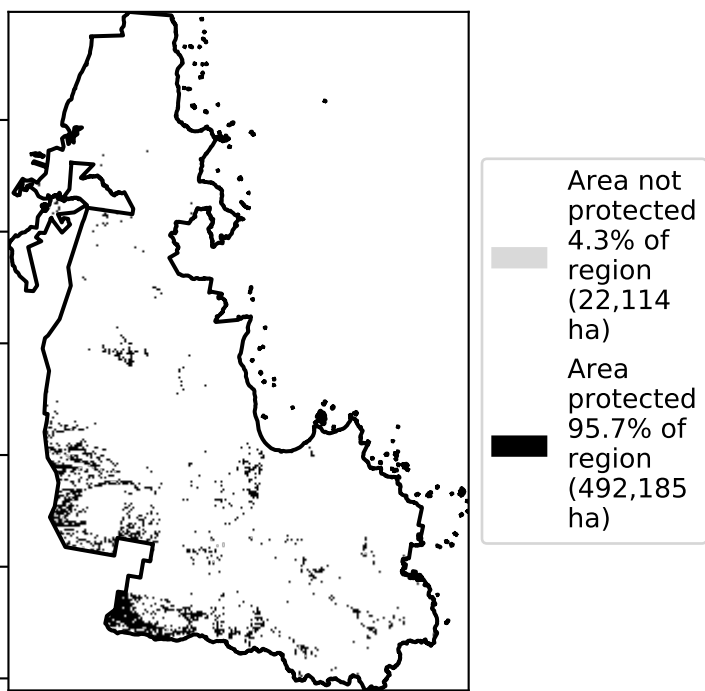 Area not
protected
4.3% of
region
(22,114
ha)
Area
protected
95.7% of
region
(492,185
ha)